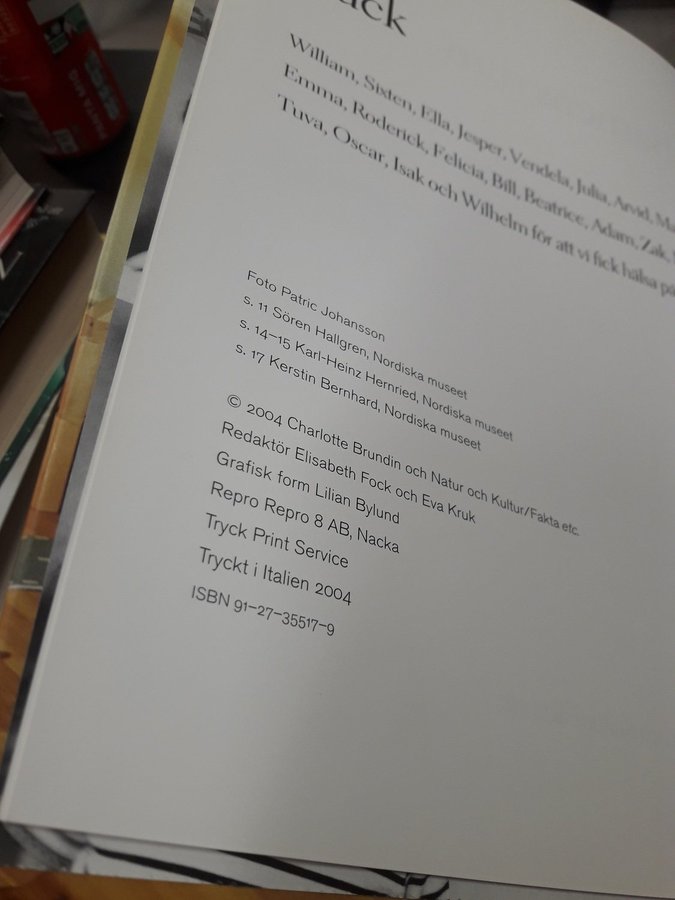 William, Sixten, Ella, Jesper, Vendela, Julia, Arvid,
Emma, Roderick, Felicia, Bill, Beatrice, Adam, Zak,
Tuva, Oscar, Isak och Wilhelm för att vi fick hälsa på
Foto Patric Johansson
s. 11 Sören Hallgren, Nordiska museet
s. 14–15 Karl-Heinz Hernried, Nordiska museet
s. 17 Kerstin Bernhard, Nordiska museet
© 2004 Charlotte Brundin och Natur och Kultur/Fakta etc.
Redaktör Elisabeth Fock och Eva Kruk
Grafisk form Lilian Bylund
Repro Repro 8 AB, Nacka
Tryck Print Service
Tryckt i Italien 2004
ISBN 91-27-35517-9